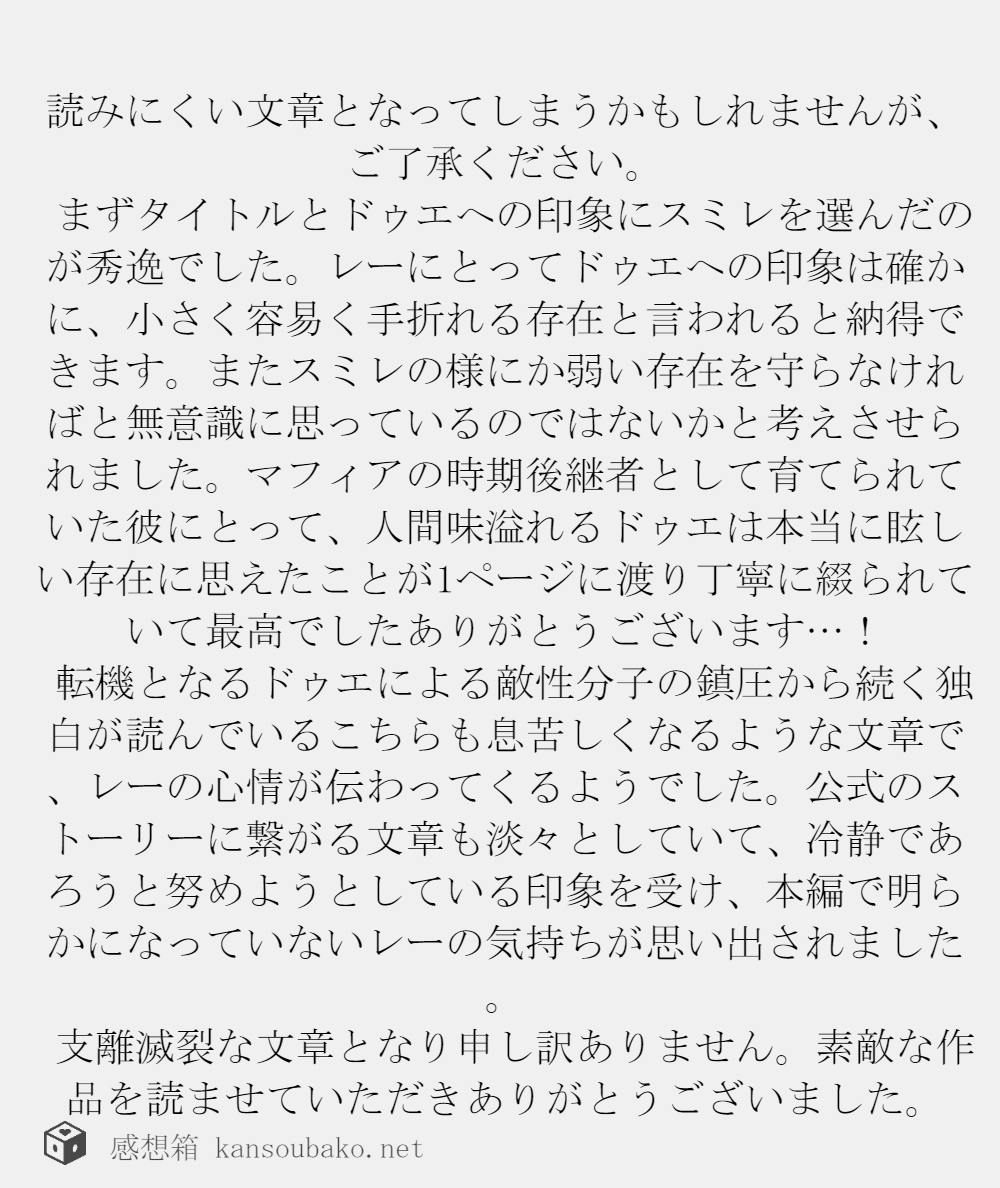 読みにくい文章となってしまうかもしれませんが、
ご了承ください。
まずタイトルとドゥエへの印象にスミレを選んだの
が秀逸でした。レーにとってドゥエへの印象は確か
に、小さく容易く手折れる存在と言われると納得で
きます。またスミレの様にか弱い存在を守らなけれ
ばと無意識に思っているのではないかと考えさせら
れました。マフィアの時期後継者として育てられて
いた彼にとって、人間味溢れるドゥエは本当に眩し
い存在に思えたことが1ページに渡り丁寧に綴られて
いて最高でしたありがとうございます…！
転機となるドゥエによる敵性分子の鎮圧から続く独
白が読んでいるこちらも息苦しくなるような文章で
、レーの心情が伝わってくるようでした。公式のス
トーリーに繋がる文章も淡々としていて、冷静であ
ろうと努めようとしている印象を受け、本編で明ら
かになっていないレーの気持ちが思い出されました
。
支離滅裂な文章となり申し訳ありません。素敵な作
品を読ませていただきありがとうございました。
感想箱 kansoubako.net